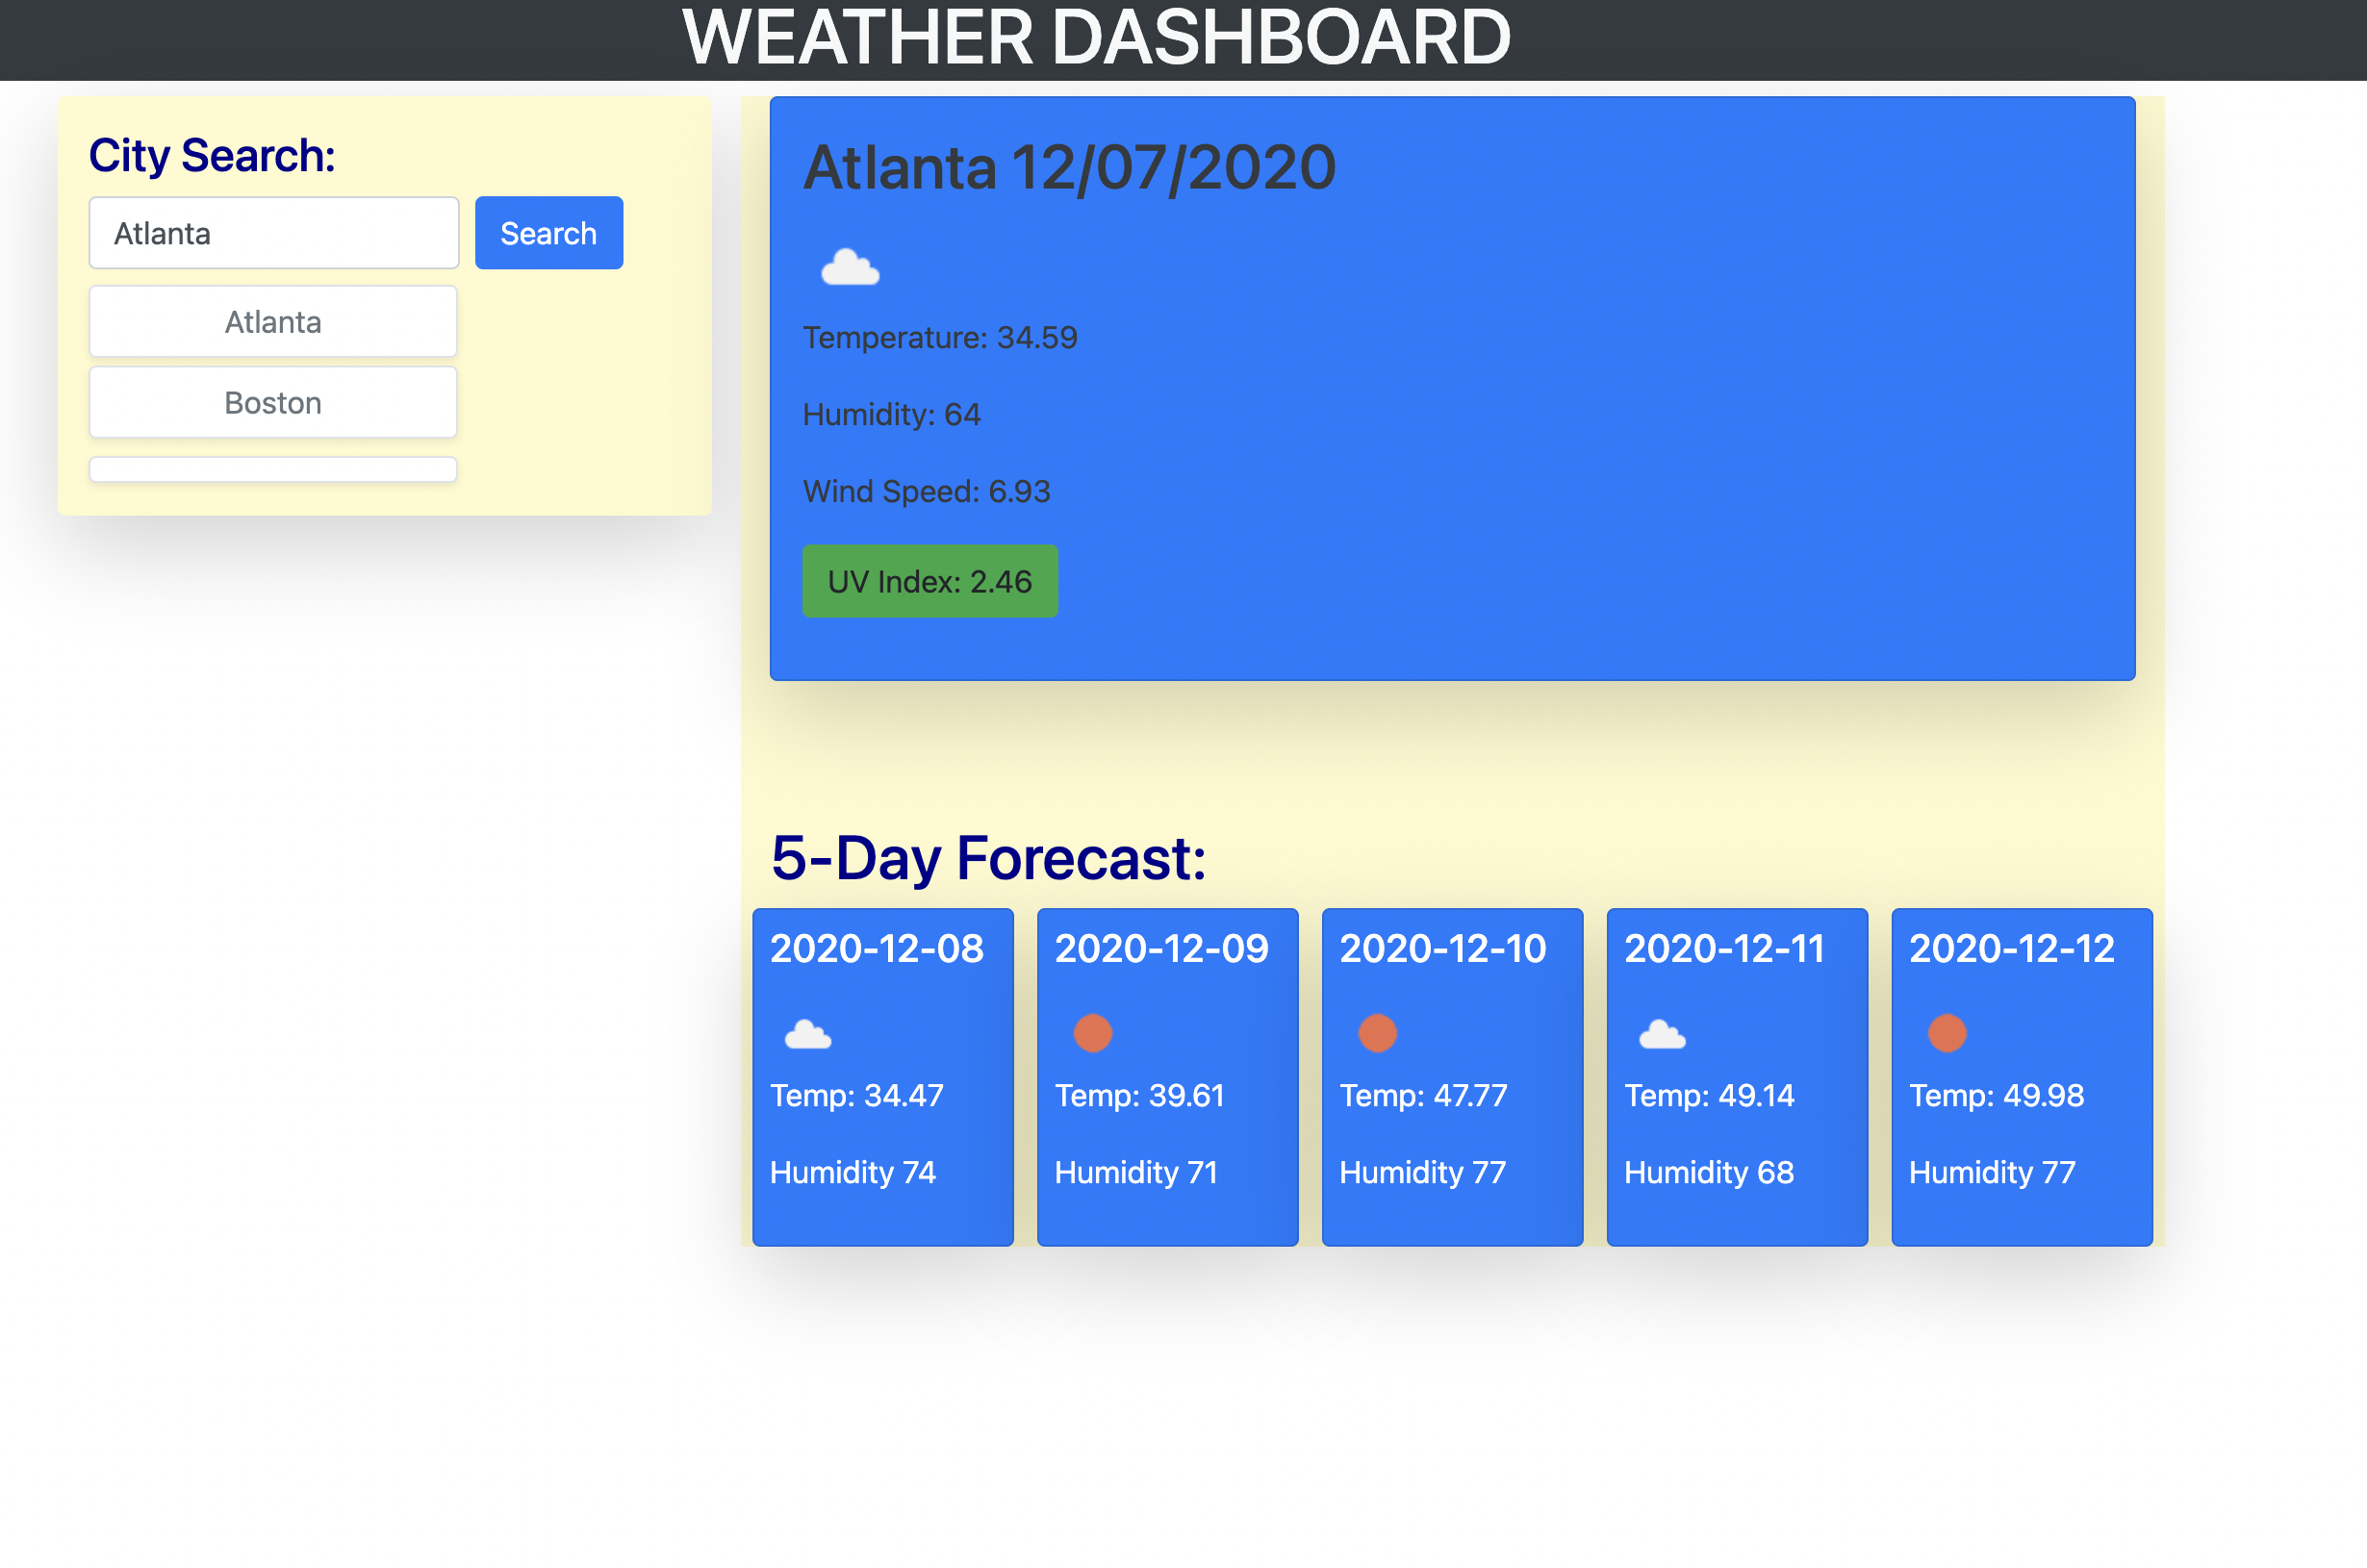 WEATHER DASHBOARD
City Search:
Atlanta
Search
Atlanta
Boston
Atlanta 12/07/2020
Temperature: 34.59
Humidity: 64
Wind Speed: 6.93
UV Index: 2.46
5-Day Forecast:
2020-12-08
Temp: 34.47
Humidity 74
2020-12-09
Temp: 39.61
Humidity 71
2020-12-10
Temp: 47.77
Humidity 77
2020-12-11
Temp: 49.14
Humidity 68
2020-12-12
Temp: 49.98
Humidity 77